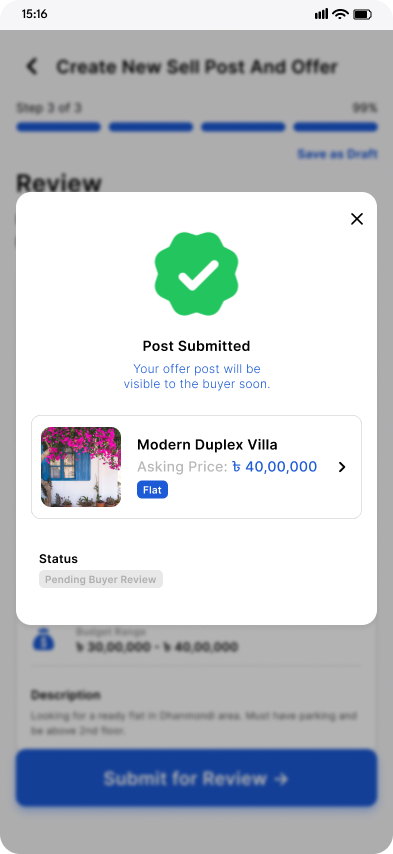 15:16
Create New Sell Post And Offer
Step 3 of 3
99%
Save as Draft
Review
Post Submitted
Your offer post will be
visible to the buyer soon.
Modern Duplex Villa
Asking Price: ৳ 40,00,000
Flat
Status
Pending Buyer Review
Budget Range
৳ 30,00,000 - ৳ 40,00,000
Description
Looking for a ready flat in Dhanmondi area. Must have parking and
be above 2nd floor.
Submit for Review →